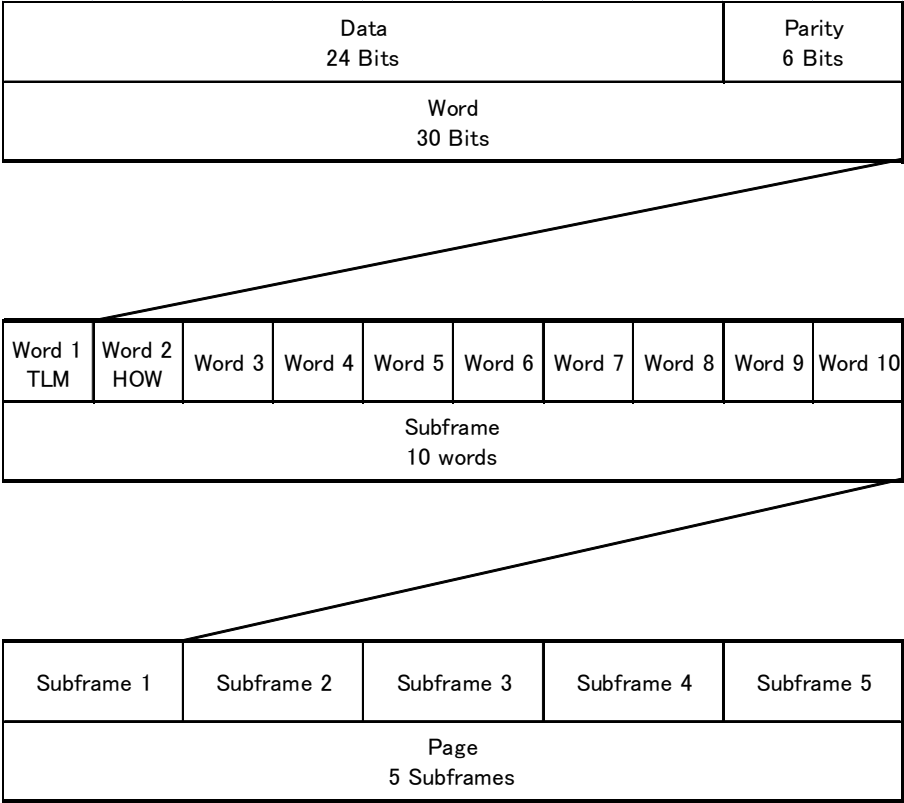 Data
24 Bits
Parity
6 Bits
Word
30 Bits
Word 1
TLM
Word 2
HOW
Word 3
Word 4
Word 5
Word 6
Word 7
Word 8
Word 9
Word 10
Subframe
10 words
Subframe 1
Subframe 2
Subframe 3
Subframe 4
Subframe 5
Page
5 Subframes